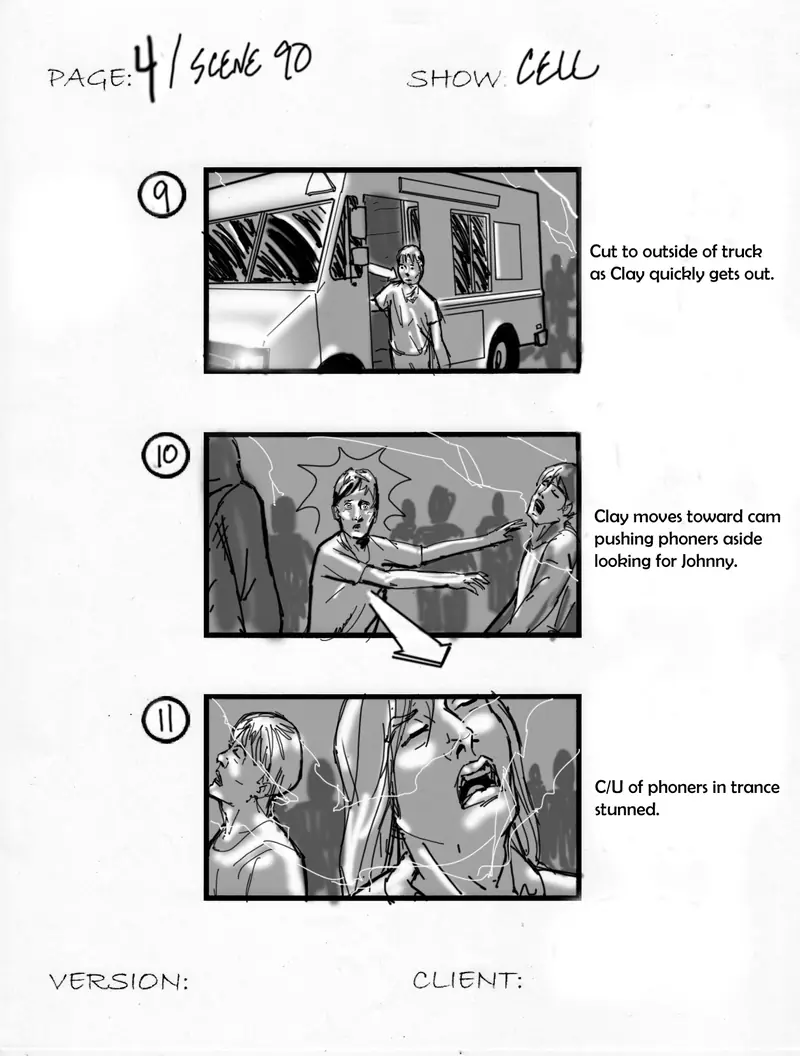 PAGE: 4 / SCENE 90
SHOW: CELL
9
Cut to outside of truck
as Clay quickly gets out.
10
Clay moves toward cam
pushing phoners aside
looking for Johnny.
11
C/U of phoners in trance
stunned.
VERSION:
CLIENT: